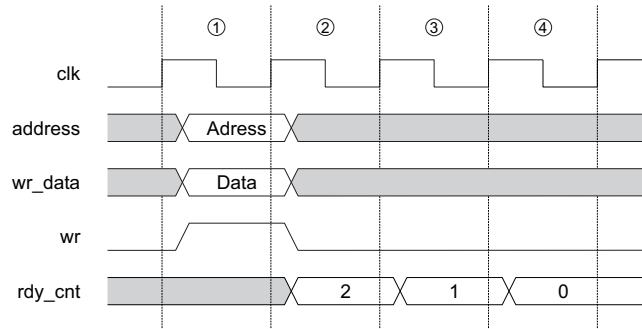 ① ② ③ ④
clk
address Adress
wr_data Data
wr
rdy_cnt 2 1 0